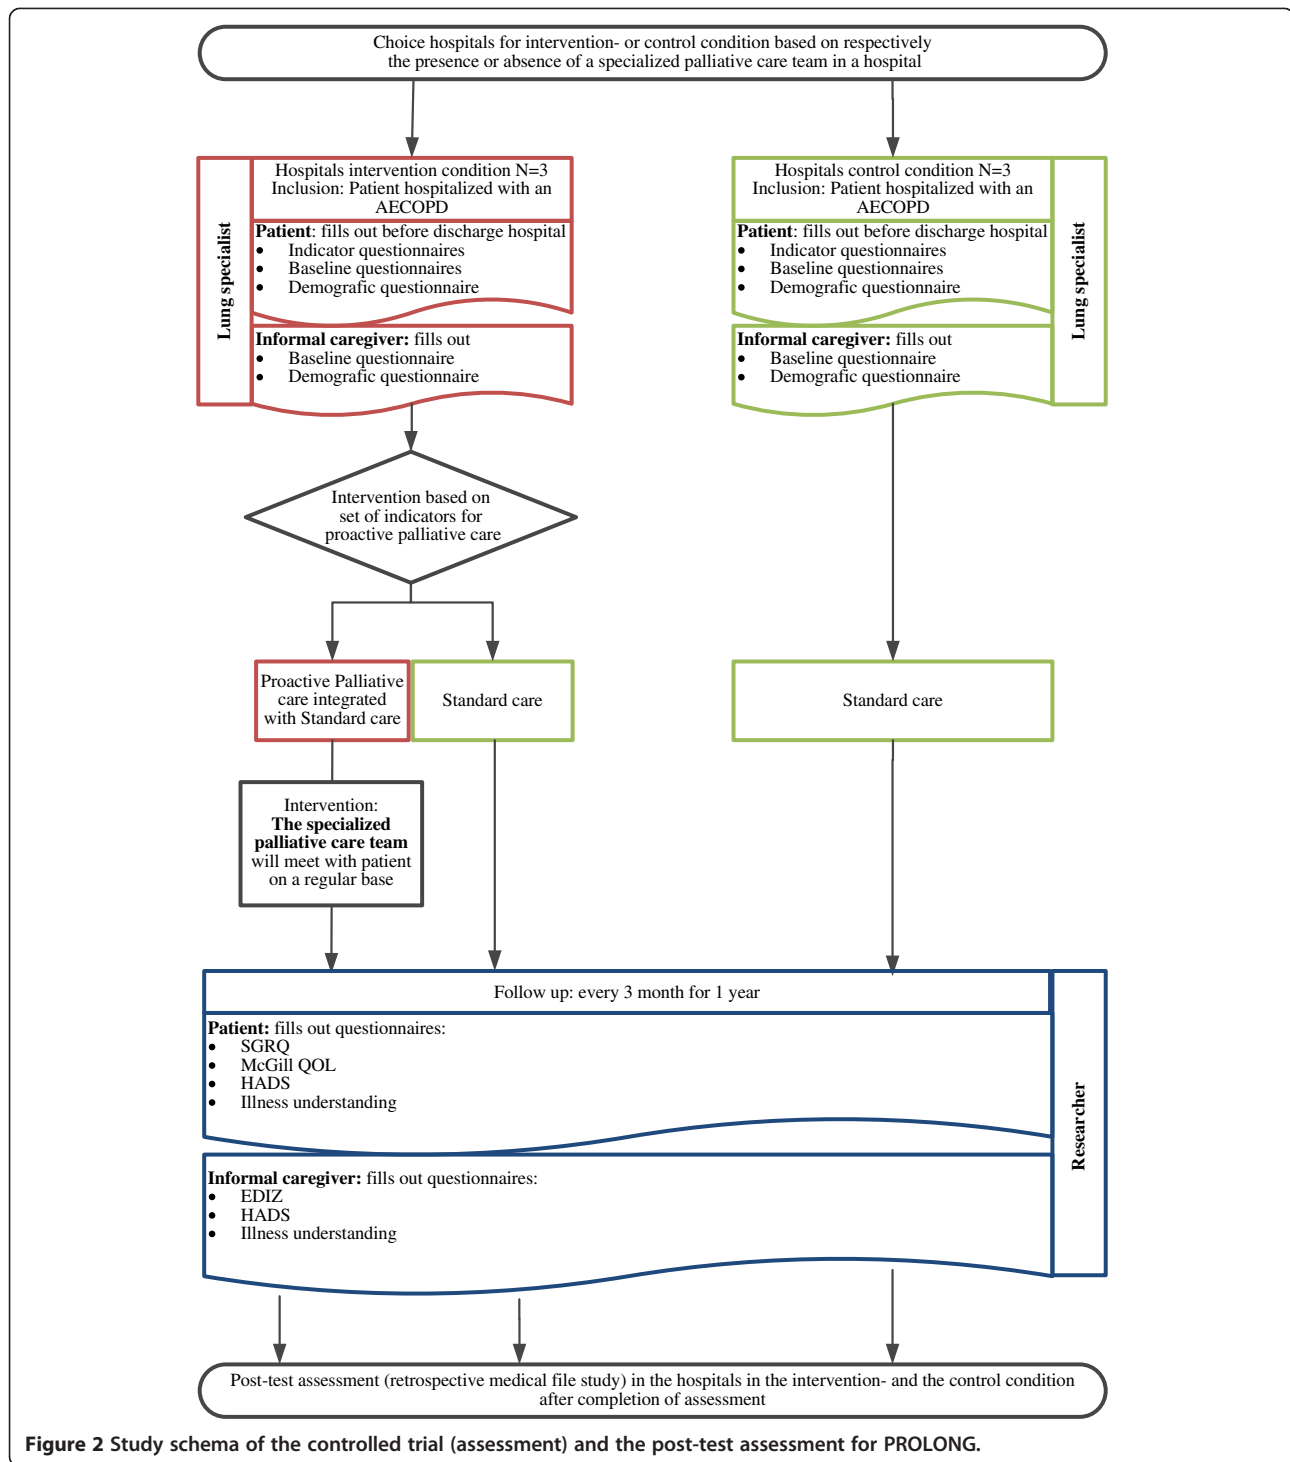 Choice hospitals for intervention- or control condition based on respectively
the presence or absence of a specialized palliative care team in a hospital
Lung specialist
Hospitals intervention condition N=3
Inclusion: Patient hospitalized with an
AECOPD
Patient: fills out before discharge hospital
• Indicator questionnaires
• Baseline questionnaires
• Demografic questionnaire
Informal caregiver: fills out
• Baseline questionnaire
• Demografic questionnaire
Hospitals control condition N=3
Inclusion: Patient hospitalized with an
AECOPD
Patient: fills out before discharge hospital
• Indicator questionnaires
• Baseline questionnaires
• Demografic questionnaire
Informal caregiver: fills out
• Baseline questionnaire
• Demografic questionnaire
Lung specialist
Intervention based on
set of indicators for
proactive palliative care
Proactive Palliative
care integrated
with Standard care
Standard care
Standard care
Intervention:
The specialized
palliative care team
will meet with patient
on a regular base
Follow up: every 3 month for 1 year
Patient: fills out questionnaires:
• SGRQ
• McGill QOL
• HADS
• Illness understanding
Informal caregiver: fills out questionnaires:
• EDIZ
• HADS
• Illness understanding
Researcher
Post-test assessment (retrospective medical file study) in the hospitals in the intervention- and the control condition
after completion of assessment
Figure 2 Study schema of the controlled trial (assessment) and the post-test assessment for PROLONG.